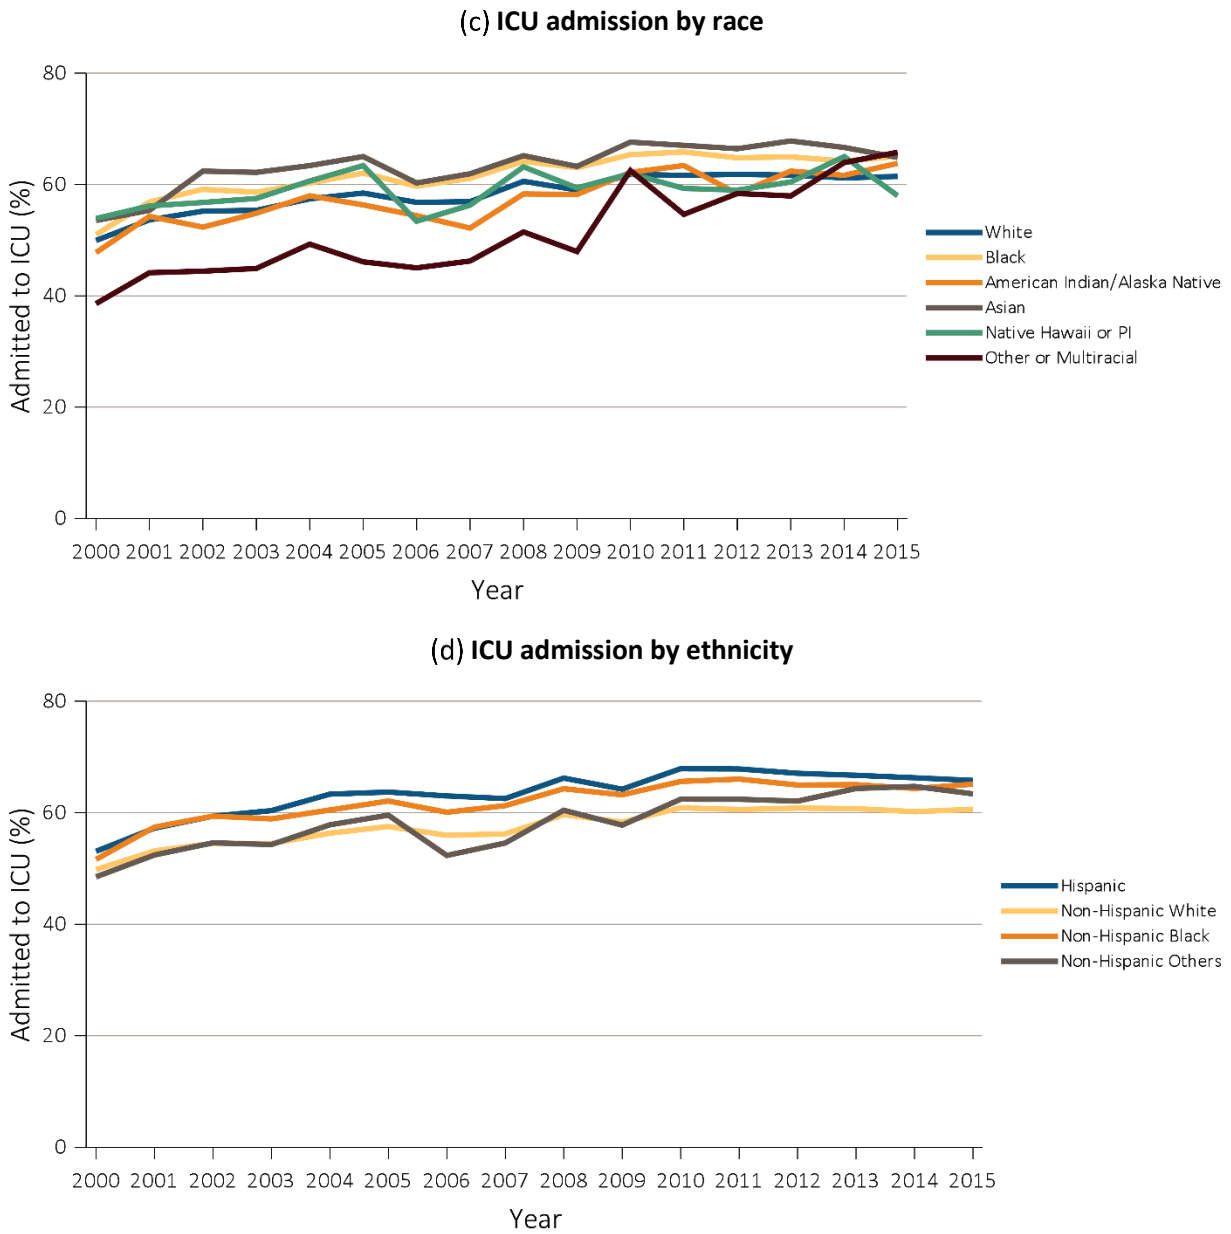 (c) ICU admission by race
Admitted to ICU (%)
80
60
40
20
0
2000 2001 2002 2003 2004 2005 2006 2007 2008 2009 2010 2011 2012 2013 2014 2015
Year
White
Black
American Indian/Alaska Native
Asian
Native Hawaii or PI
Other or Multiracial
(d) ICU admission by ethnicity
Admitted to ICU (%)
80
60
40
20
0
2000 2001 2002 2003 2004 2005 2006 2007 2008 2009 2010 2011 2012 2013 2014 2015
Year
Hispanic
Non-Hispanic White
Non-Hispanic Black
Non-Hispanic Others